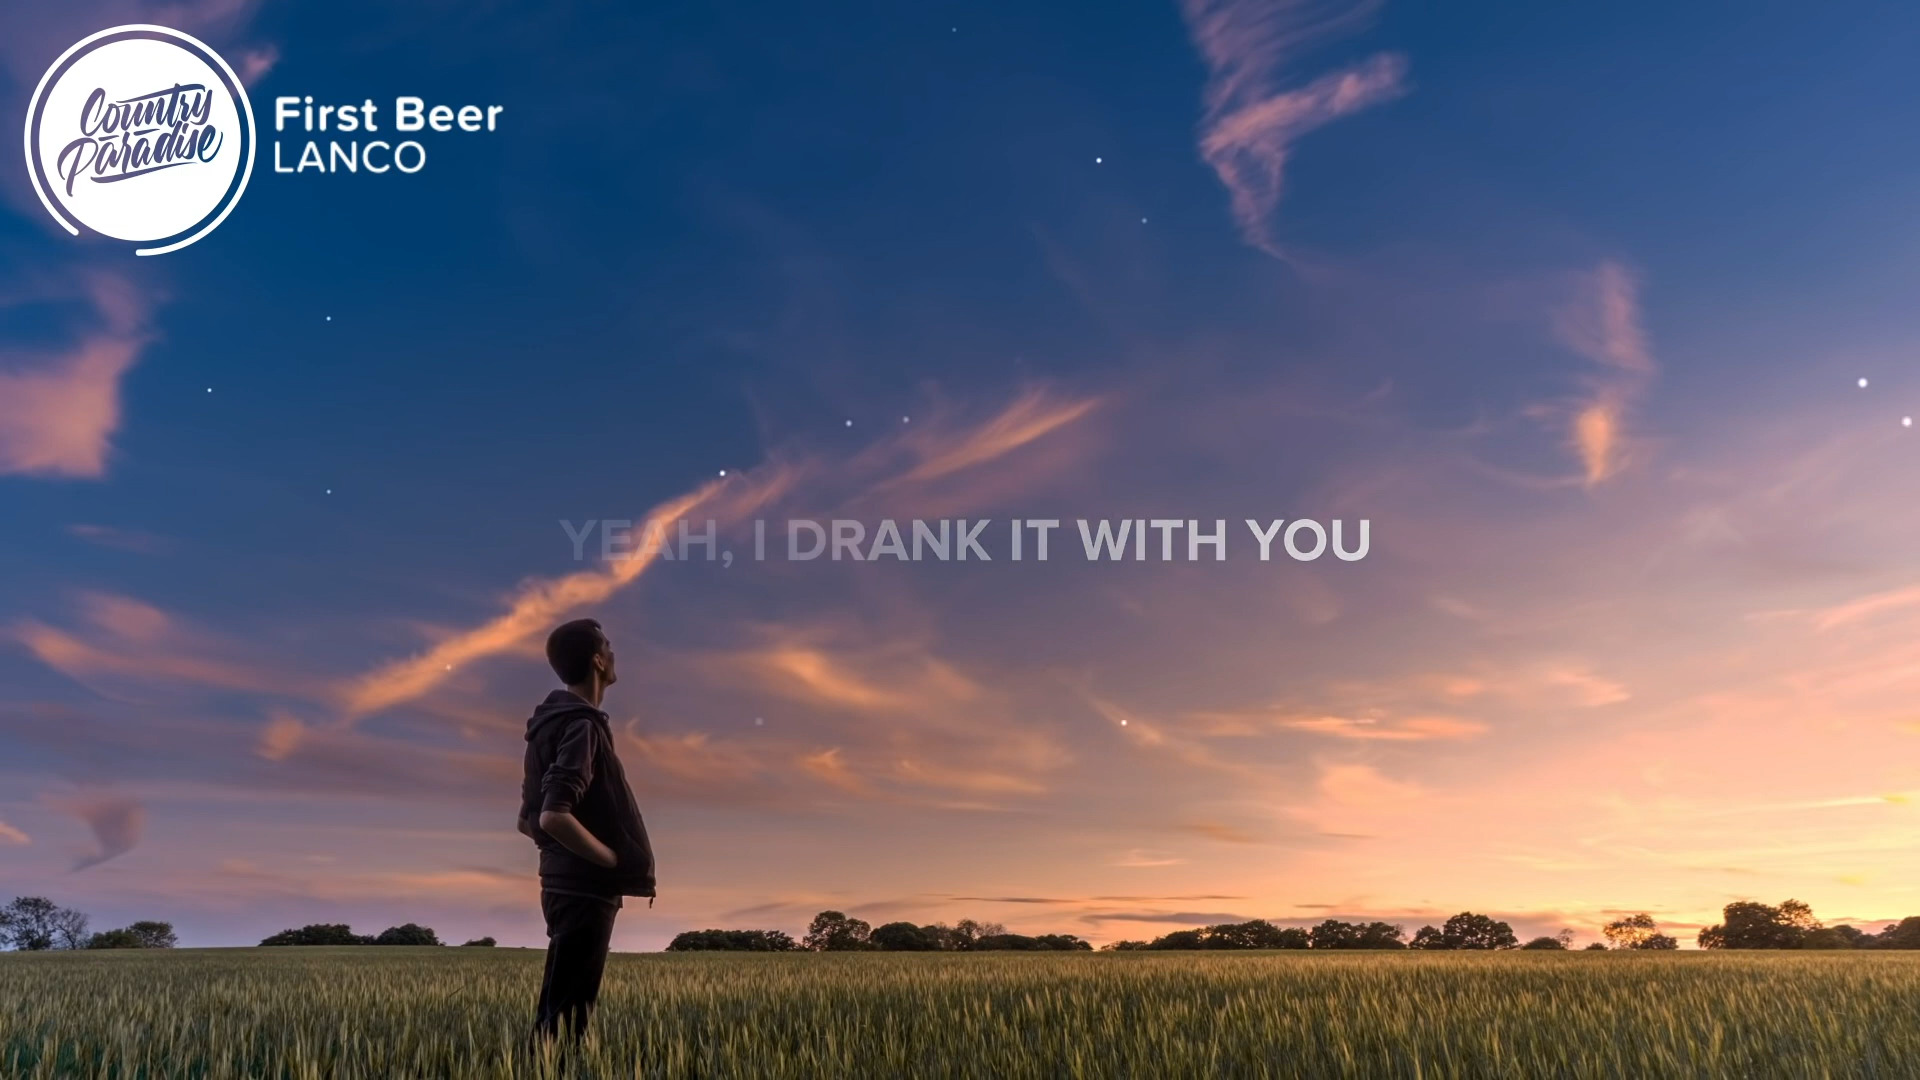 Country
Paradise
First Beer
LANCO
YEAH, I DRANK IT WITH YOU